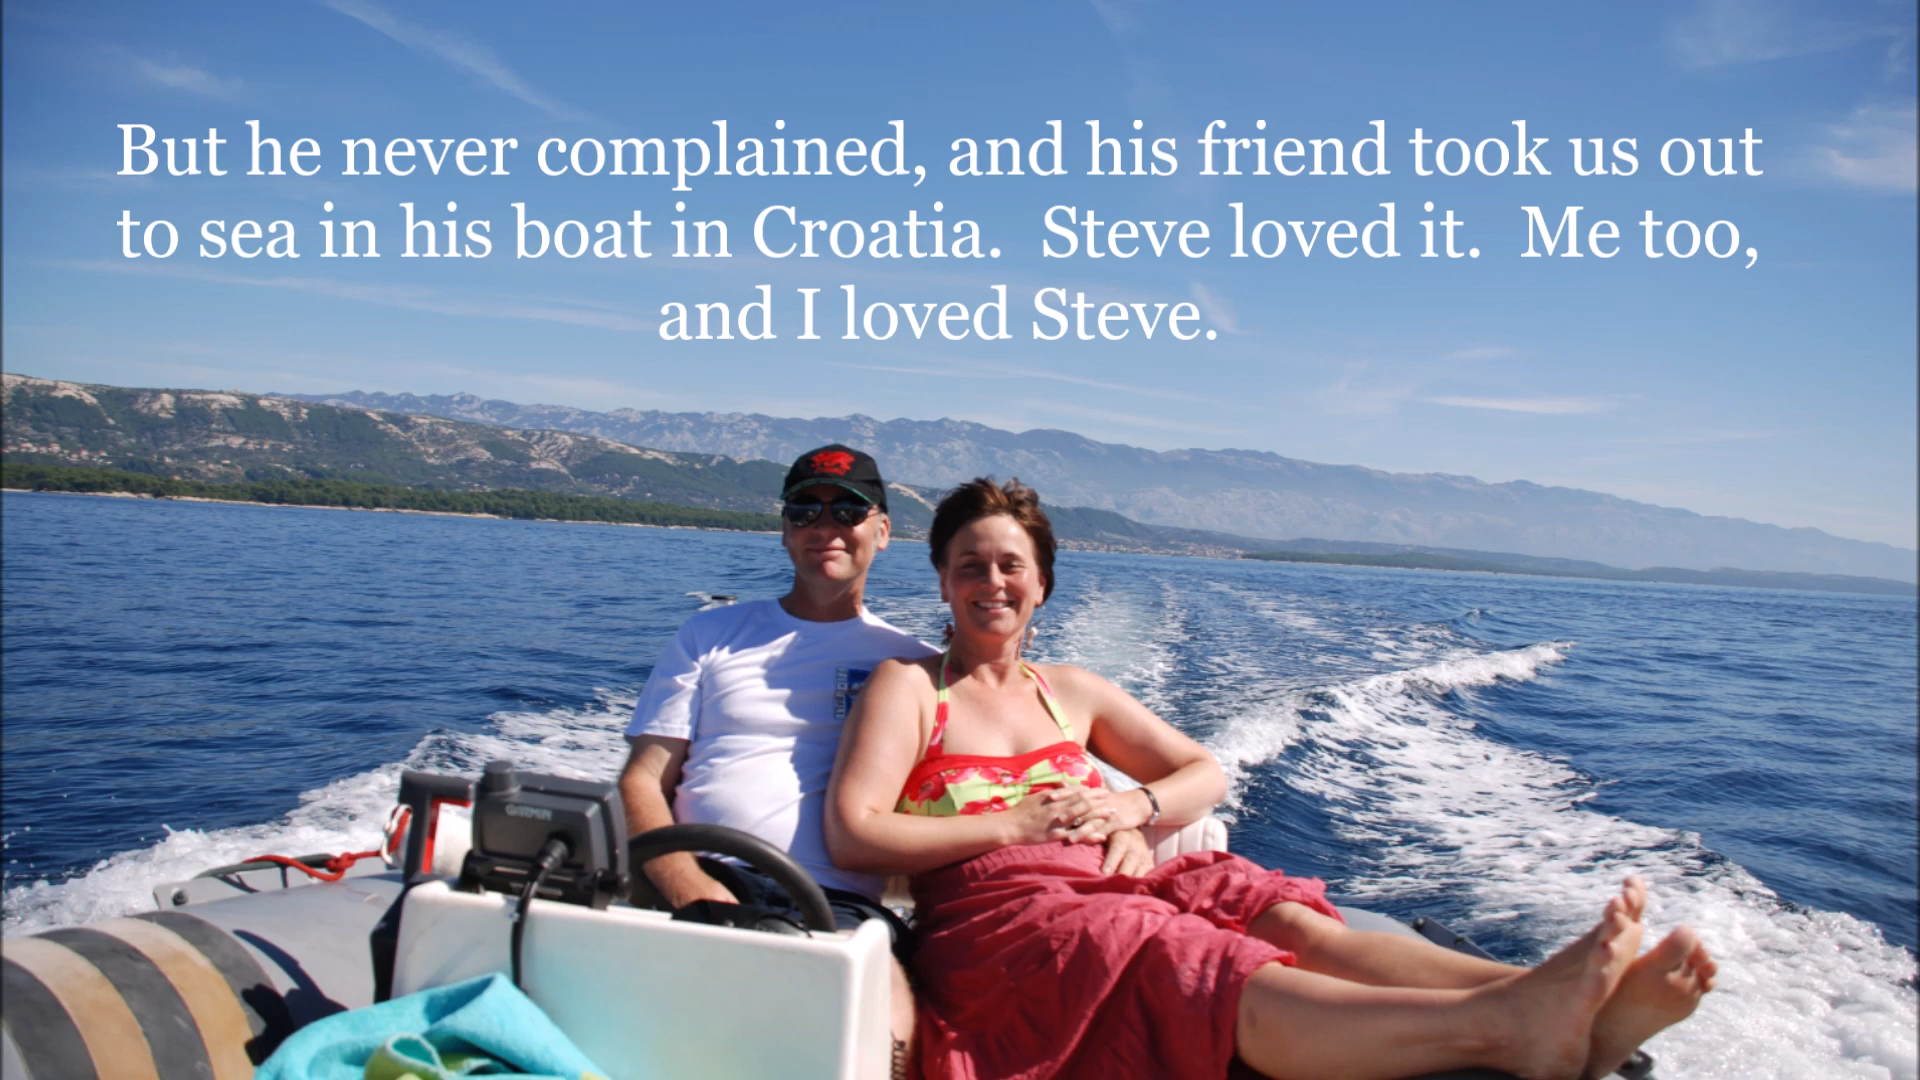 But he never complained, and his friend took us out
to sea in his boat in Croatia.  Steve loved it.  Me too,
and I loved Steve.
GARMIN